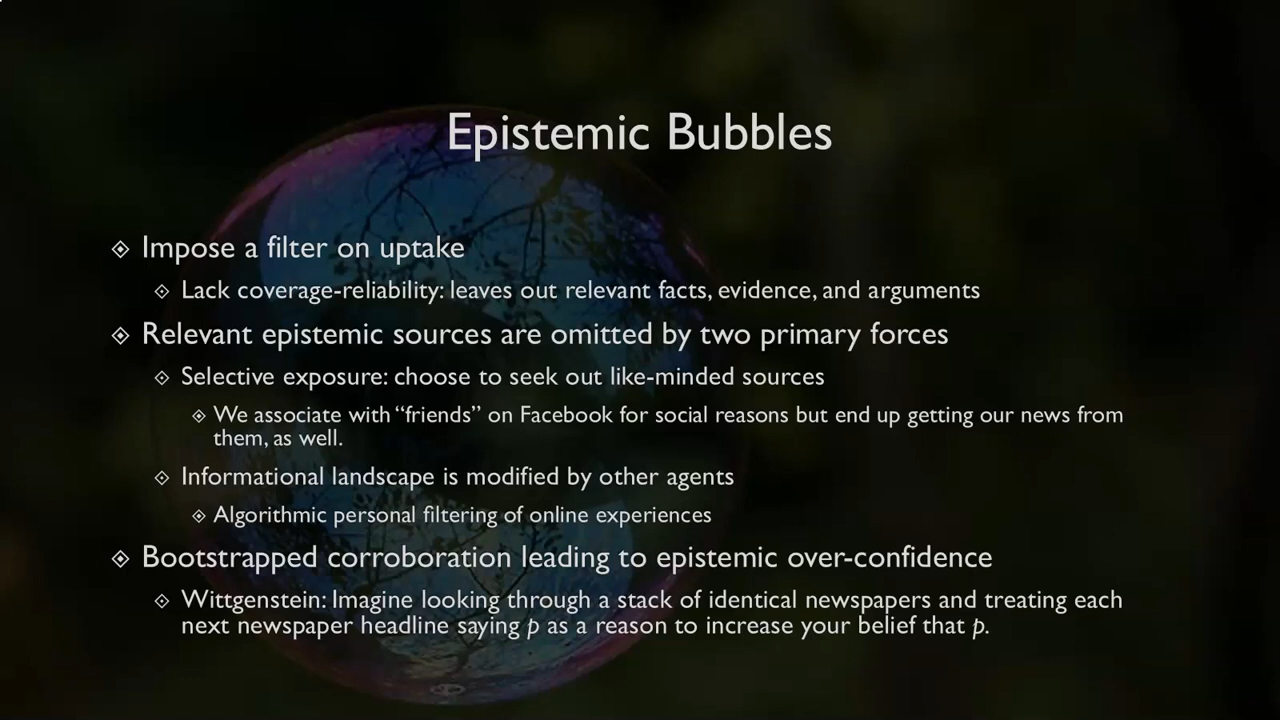 Epistemic Bubbles
Impose a filter on uptake
Lack coverage-reliability: leaves out relevant facts, evidence, and arguments
Relevant epistemic sources are omitted by two primary forces
Selective exposure: choose to seek out like-minded sources
We associate with “friends” on Facebook for social reasons but end up getting our news from
them, as well.
Informational landscape is modified by other agents
Algorithmic personal filtering of online experiences
Bootstrapped corroboration leading to epistemic over-confidence
Wittgenstein: Imagine looking through a stack of identical newspapers and treating each
next newspaper headline saying p as a reason to increase your belief that p.